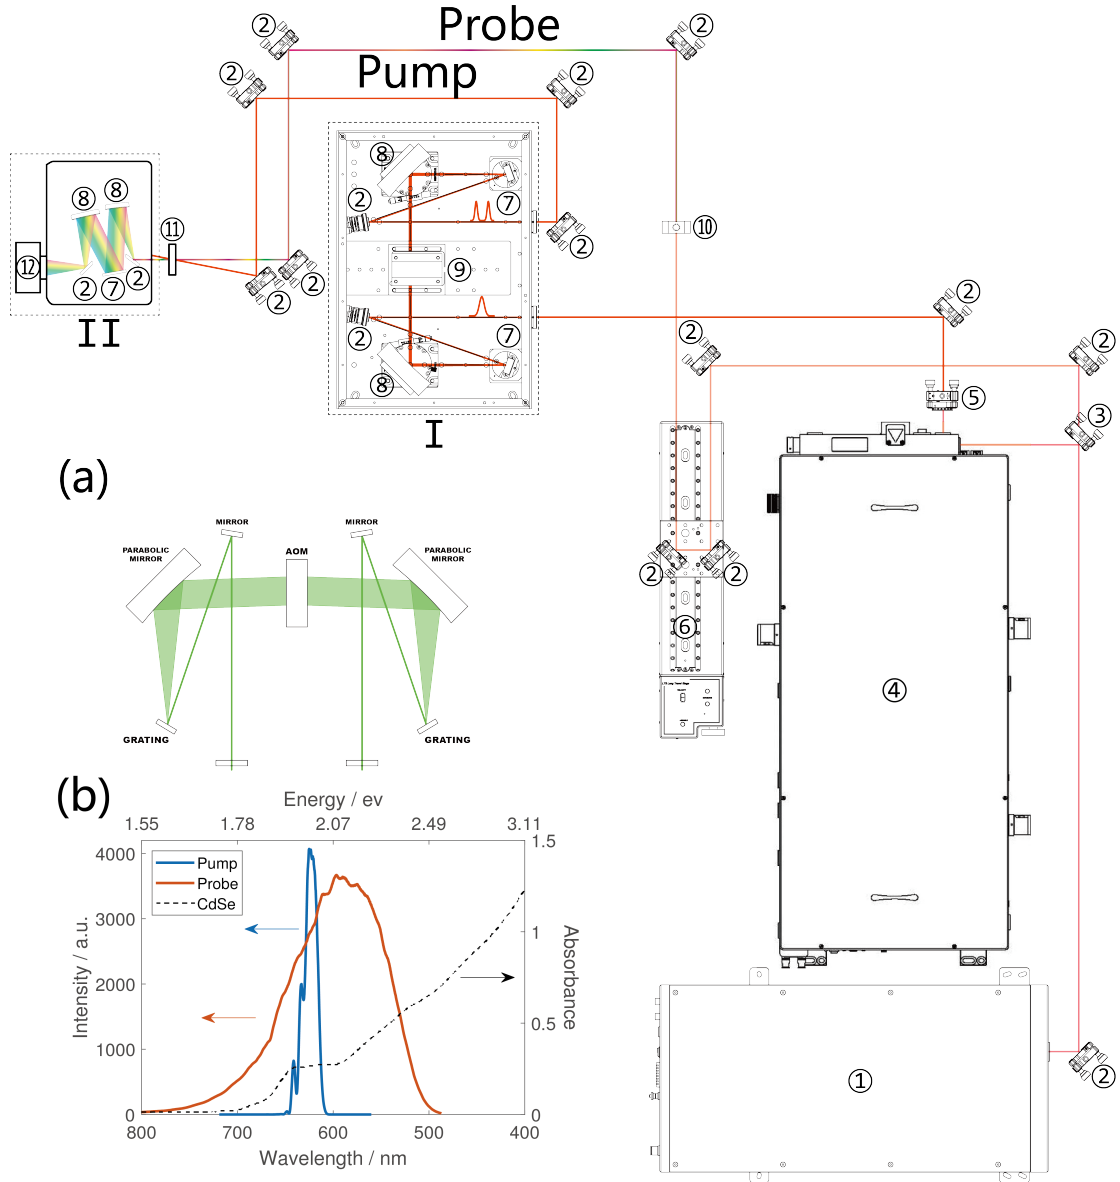 Probe
Pump
②
②
②
②
②
②
⑧
②
⑦
②
⑧
⑧
⑪
⑫
②
⑦
②
②
②
⑨
⑩
②
⑦
⑧
②
②
②
⑤
③
II
I
(a)
MIRROR
MIRROR
PARABOLIC
MIRROR
AOM
PARABOLIC
MIRROR
GRATING
GRATING
②
②
⑥
④
①
②
(b)
Energy / ev
1.55
1.78
2.07
2.49
3.11
4000
3000
2000
1000
0
Intensity / a.u.
Pump
Probe
CdSe
1.5
1
0.5
0
Absorbance
800
700
600
500
400
Wavelength / nm